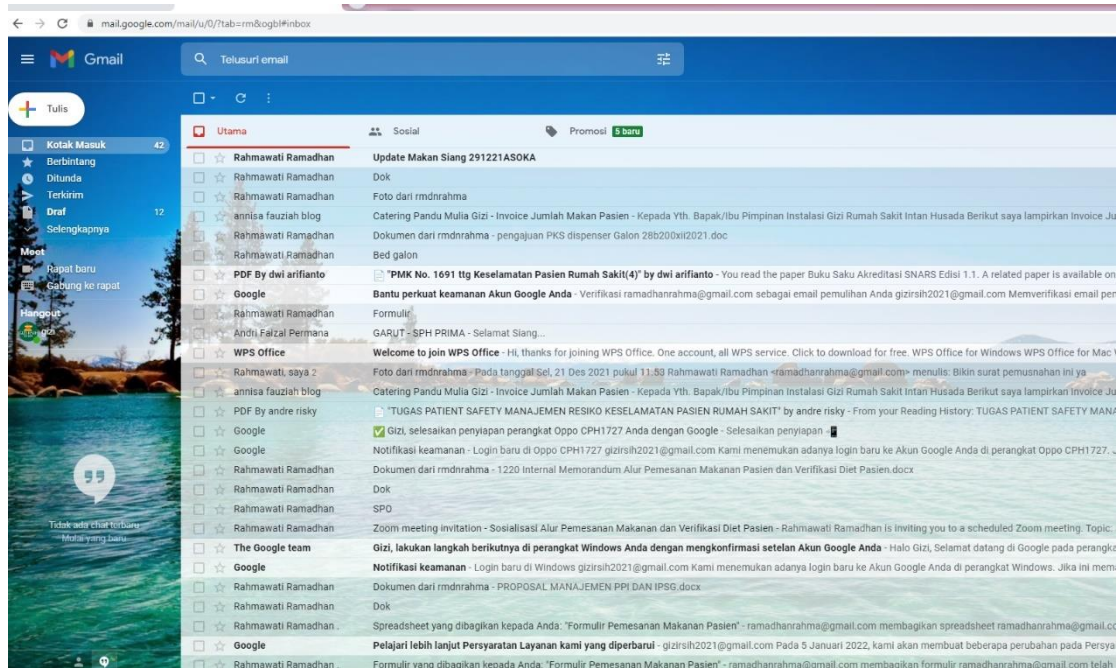 mail.google.com/mail/u/0/?tab=rm&ogbl#inbox
Gmail
Telusuri email
Tulis
Utama
Sosial
Promosi 5 baru
Kotak Masuk 42
Berbintang
Ditunda
Terkirim
Draf 12
Selengkapnya
Meet
Rapat baru
Gabung ke rapat
Hangout
Gizi
Tidak ada chat terbaru
Mulai yang baru
Rahmawati Ramadhan Update Makan Siang 291221ASOKA
Rahmawati Ramadhan Dok
Rahmawati Ramadhan Foto dari rmdnrahma
annisa fauziah blog Catering Pandu Mulia Gizi - Invoice Jumlah Makan Pasien - Kepada Yth. Bapak/Ibu Pimpinan Instalasi Gizi Rumah Sakit Intan Husada Berikut saya lampirkan Invoice Ju
Rahmawati Ramadhan Dokumen dari rmdnrahma - pengajuan PKS dispenser Galon 28b200xii2021.doc
Rahmawati Ramadhan Bed galon
PDF By dwi arifianto "PMK No. 1691 ttg Keselamatan Pasien Rumah Sakit(4)" by dwi arifianto - You read the paper Buku Saku Akreditasi SNARS Edisi 1.1. A related paper is available on
Google Bantu perkuat keamanan Akun Google Anda - Verifikasi ramadhanrahma@gmail.com sebagai email pemulihan Anda gizirsih2021@gmail.com Memverifikasi email pem
Rahmawati Ramadhan Formulir
Andri Faizal Permana GARUT - SPH PRIMA - Selamat Siang...
WPS Office Welcome to join WPS Office - Hi, thanks for joining WPS Office. One account, all WPS service. Click to download for free. WPS Office for Windows WPS Office for Mac
Rahmawati, saya 2 Foto dari rmdnrahma - Pada tanggal Sel, 21 Des 2021 pukul 11.53 Rahmawati Ramadhan <ramadhanrahma@gmail.com> menulis: Bikin surat pemusnahan ini ya
annisa fauziah blog Catering Pandu Mulia Gizi - Invoice Jumlah Makan Pasien - Kepada Yth. Bapak/Ibu Pimpinan Instalasi Gizi Rumah Sakit Intan Husada Berikut saya lampirkan Invoice Ju
PDF By andre risky "TUGAS PATIENT SAFETY MANAJEMEN RESIKO KESELAMATAN PASIEN RUMAH SAKIT" by andre risky - From your Reading History: TUGAS PATIENT SAFETY MANA
Google ✅ Gizi, selesaikan penyiapan perangkat Oppo CPH1727 Anda dengan Google - Selesaikan penyiapan
Google Notifikasi keamanan - Login baru di Oppo CPH1727 gizirsih2021@gmail.com Kami menemukan adanya login baru ke Akun Google Anda di perangkat Oppo CPH1727.
Rahmawati Ramadhan Dokumen dari rmdnrahma - 1220 Internal Memorandum Alur Pemesanan Makanan Pasien dan Verifikasi Diet Pasien.docx
Rahmawati Ramadhan Dok
Rahmawati Ramadhan SPO
Rahmawati Ramadhan Zoom meeting invitation - Sosialisasi Alur Pemesanan Makanan dan Verifikasi Diet Pasien - Rahmawati Ramadhan is inviting you to a scheduled Zoom meeting. Topic:
The Google team Gizi, lakukan langkah berikutnya di perangkat Windows Anda dengan mengkonfirmasi setelan Akun Google Anda - Halo Gizi, Selamat datang di Google pada perangka
Google Notifikasi keamanan - Login baru di Windows gizirsih2021@gmail.com Kami menemukan adanya login baru ke Akun Google Anda di perangkat Windows. Jika ini mem
Rahmawati Ramadhan Dokumen dari rmdnrahma - PROPOSAL MANAJEMEN PPI DAN IPSG.docx
Rahmawati Ramadhan Dok
Rahmawati Ramadhan . Spreadsheet yang dibagikan kepada Anda: "Formulir Pemesanan Makanan Pasien" - ramadhanrahma@gmail.com membagikan spreadsheet ramadhanrahma@gmail.co
Google Pelajari lebih lanjut Persyaratan Layanan kami yang diperbarui - gizirsih2021@gmail.com Pada 5 Januari 2022, kami akan membuat beberapa perubahan pada Persya
Rahmawati Ramadhan . Formulir yang dibagikan kepada Anda: "Formulir Pemesanan Makanan Pasien" - ramadhanrahma@gmail.com membagikan formulir ramadhanrahma@gmail.com telah